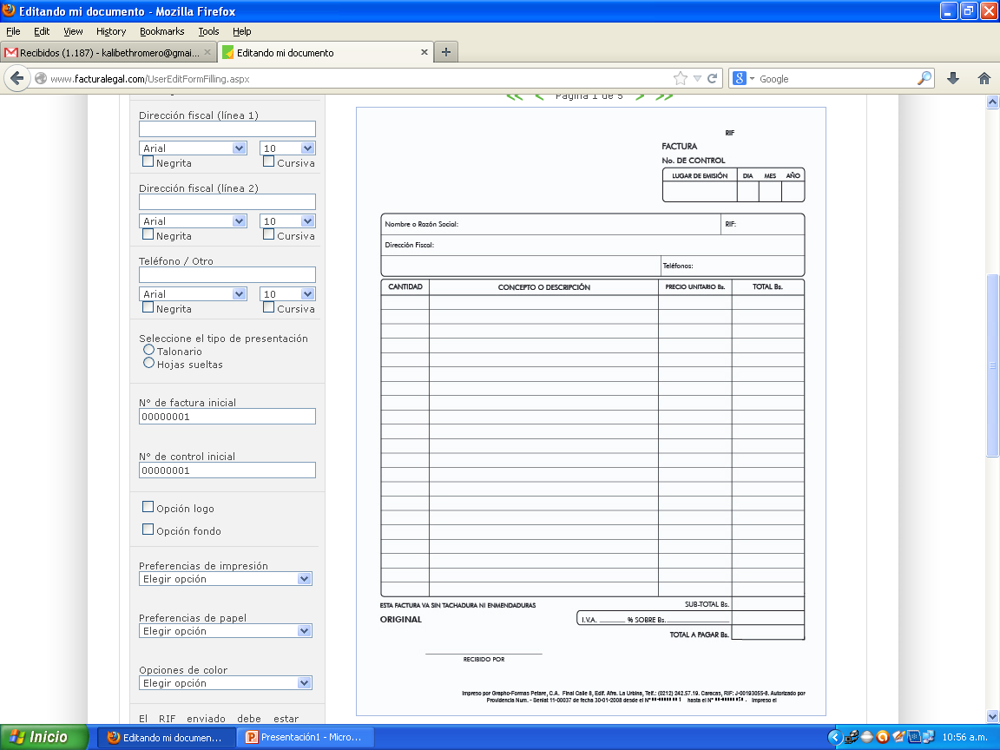 Editando mi documento - Mozilla Firefox
File Edit View History Bookmarks Tools Help
Recibidos (1.187) - kalibethromero@gmai...
Editando mi documento
www.facturalegal.com/UserEditFormFilling.aspx
Google
Página 1 de 5
Dirección fiscal (línea 1)
Arial 10
Negrita Cursiva
Dirección fiscal (línea 2)
Arial 10
Negrita Cursiva
Teléfono / Otro
Arial 10
Negrita Cursiva
Seleccione el tipo de presentación
Talonario
Hojas sueltas
N° de factura inicial
00000001
N° de control inicial
00000001
Opción logo
Opción fondo
Preferencias de impresión
Elegir opción
Preferencias de papel
Elegir opción
Opciones de color
Elegir opción
El RIF enviado debe estar
RIF
FACTURA
No. DE CONTROL
LUGAR DE EMISIÓN DIA MES AÑO
Nombre o Razón Social: RIF:
Dirección Fiscal:
Teléfonos:
CANTIDAD CONCEPTO O DESCRIPCIÓN PRECIO UNITARIO Bs. TOTAL Bs.
ESTA FACTURA VA SIN TACHADURA NI ENMENDADURAS SUB-TOTAL Bs.
ORIGINAL I.V.A. ________ % SOBRE Bs. ________
TOTAL A PAGAR Bs.
RECIBIDO POR
Impreso por Grapho-Formas Petare, C.A. Final Calle 8, Edif. Afra. La Urbina, Telf.: (0212) 242.57.19. Caracas, RIF: J-00193055-8. Autorizado por
Providencia Num. - Seniat 11-00037 de fecha 30-01-2008 desde el N° hasta el N° . Impreso el
Inicio
Editando mi documen...
Presentación1 - Micro...
10:56 a.m.